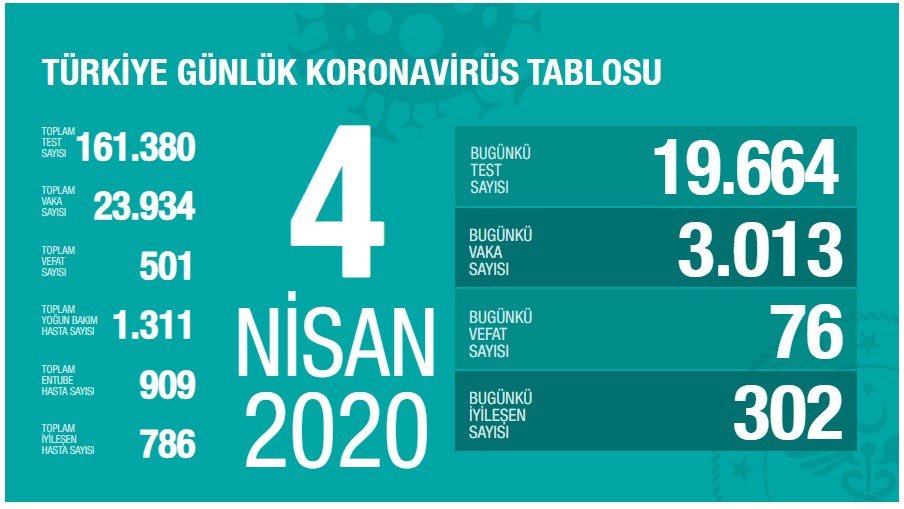 TÜRKİYE GÜNLÜK KORONAVİRÜS TABLOSU
TOPLAM
TEST
SAYISI
161.380
TOPLAM
VAKA
SAYISI
23.934
TOPLAM
VEFAT
SAYISI
501
TOPLAM
YOĞUN BAKIM
HASTA SAYISI
1.311
TOPLAM
ENTUBE
HASTA SAYISI
909
TOPLAM
İYİLEŞEN
HASTA SAYISI
786
4
NİSAN
2020
BUGÜNKÜ
TEST
SAYISI
19.664
BUGÜNKÜ
VAKA
SAYISI
3.013
BUGÜNKÜ
VEFAT
SAYISI
76
BUGÜNKÜ
İYİLEŞEN
SAYISI
302